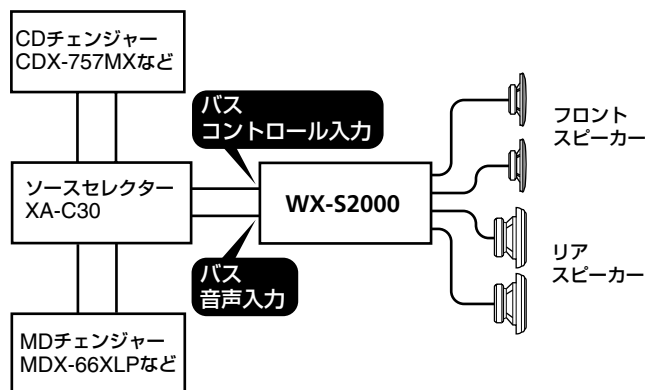 CDチェンジャー
CDX-757MXなど
バス
コントロール入力
フロント
スピーカー
ソースセレクター
XA-C30
WX-S2000
バス
音声入力
リア
スピーカー
MDチェンジャー
MDX-66XLPなど